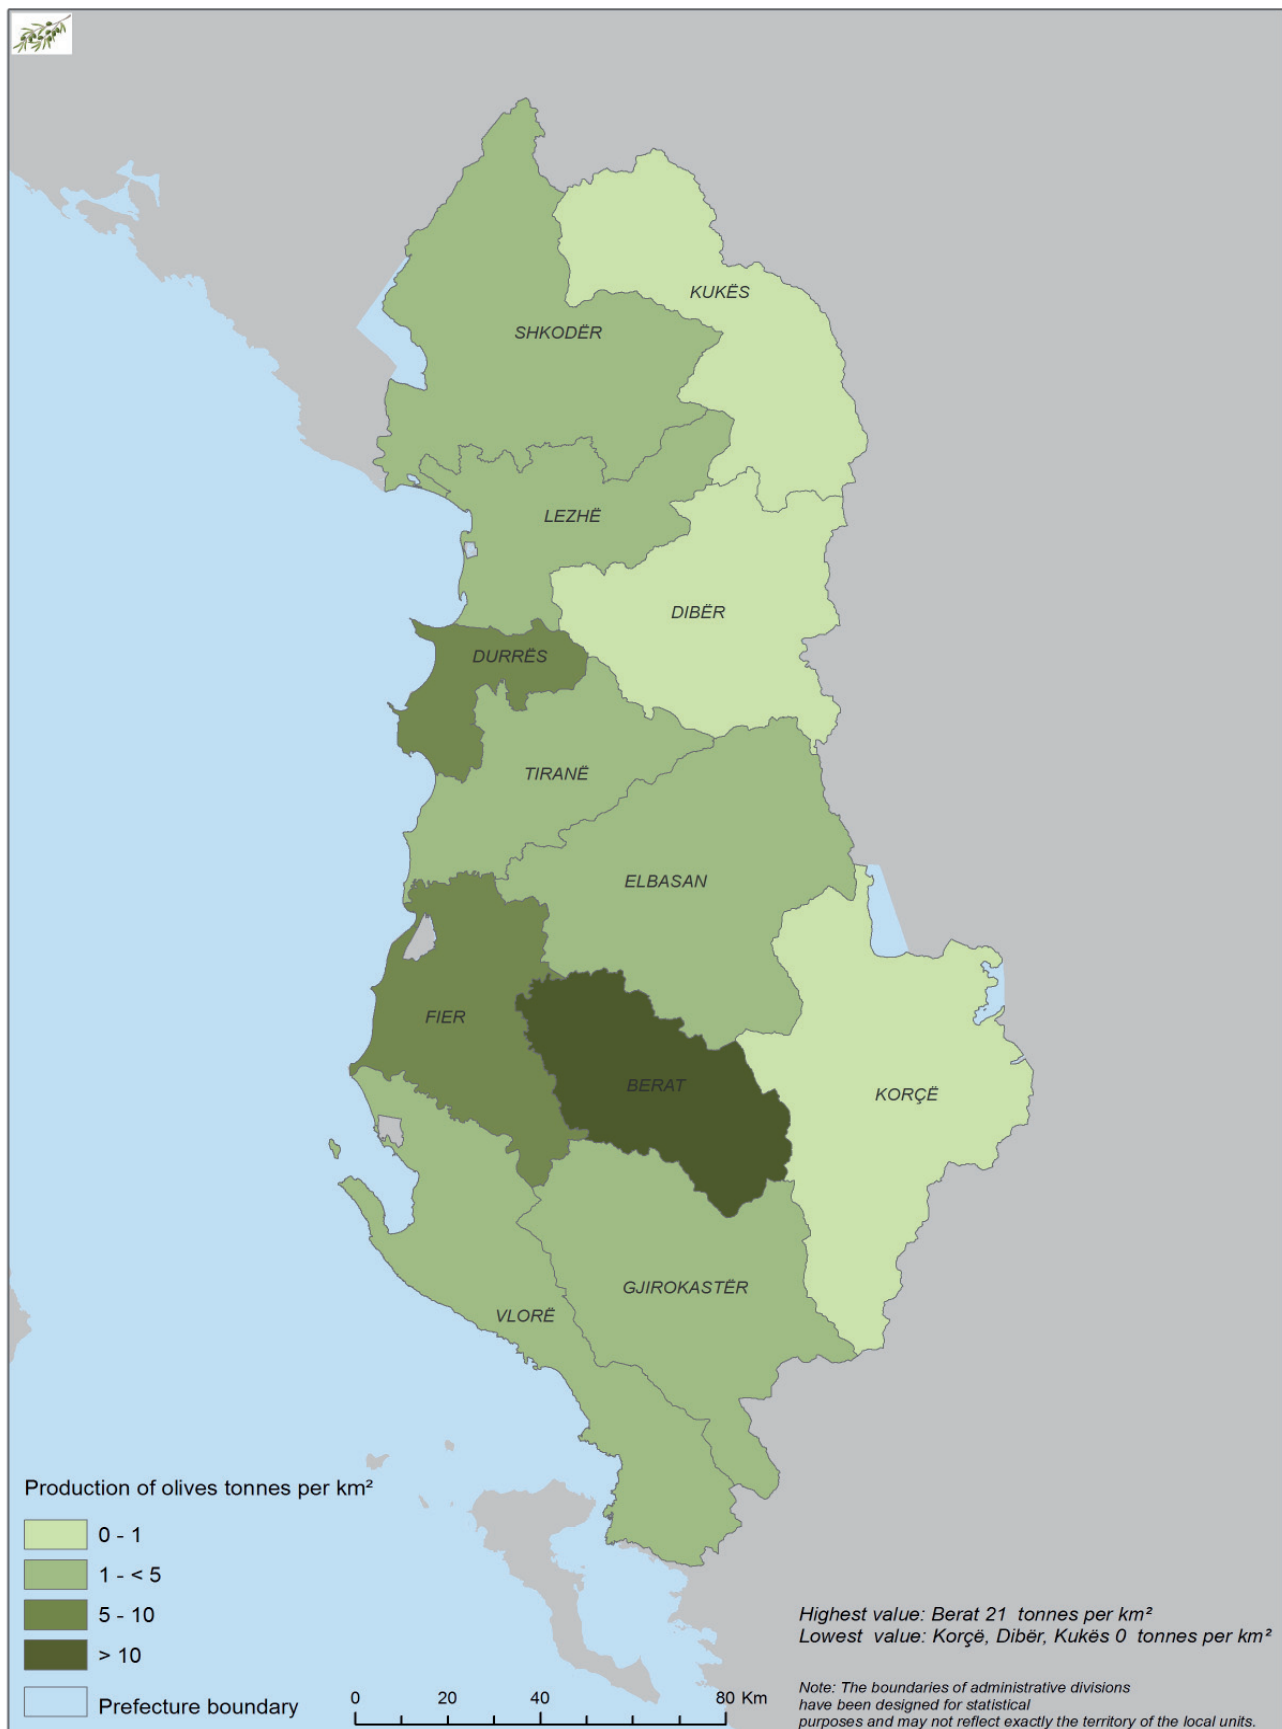 KUKËS
SHKODËR
LEZHË
DIBËR
DURRËS
TIRANË
ELBASAN
FIER
BERAT
KORÇË
GJIROKASTËR
VLORË
Production of olives tonnes per km²
0 - 1
1 - < 5
5 - 10
> 10
Prefecture boundary
0 20 40 80 Km
Highest value: Berat 21 tonnes per km²
Lowest value: Korçë, Dibër, Kukës 0 tonnes per km²
Note: The boundaries of administrative divisions
have been designed for statistical
purposes and may not reflect exactly the territory of the local units.